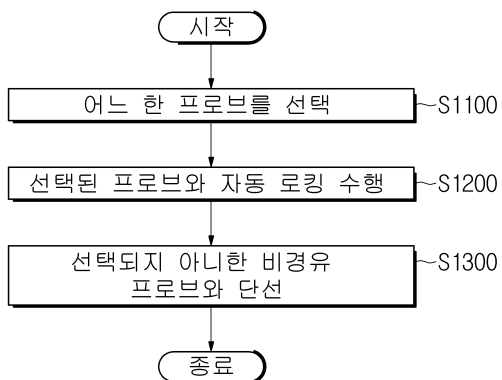 시작
어느 한 프로브를 선택
S1100
선택된 프로브와 자동 로킹 수행
S1200
선택되지 아니한 비경유
프로브와 단선
S1300
종료